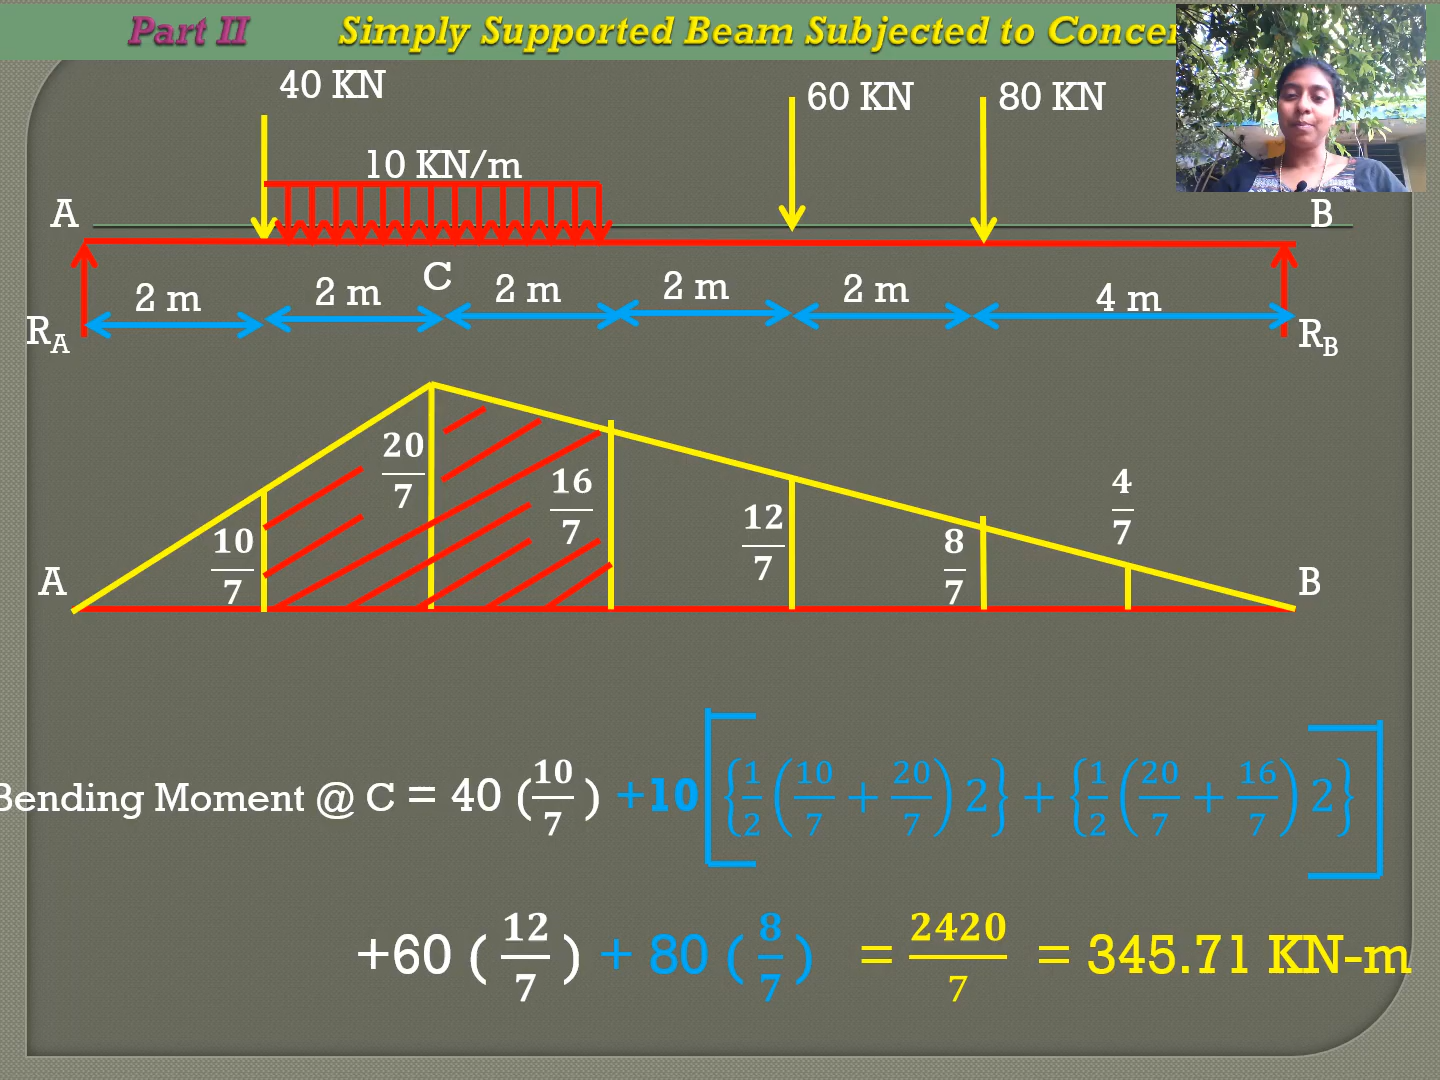 Part II Simply Supported Beam Subjected to Concer
40 KN
60 KN 80 KN
10 KN/m
A B
C
2 m 2 m 2 m 2 m 2 m 4 m
R_A R_B
20/7 16/7 4/7
10/7 12/7 8/7
A B
Bending Moment @ C = 40 (10/7) +10[{1/2(10/7 + 20/7)2} + {1/2(20/7 + 16/7)2}]
+60 (12/7) + 80 (8/7) = 2420/7 = 345.71 KN-m